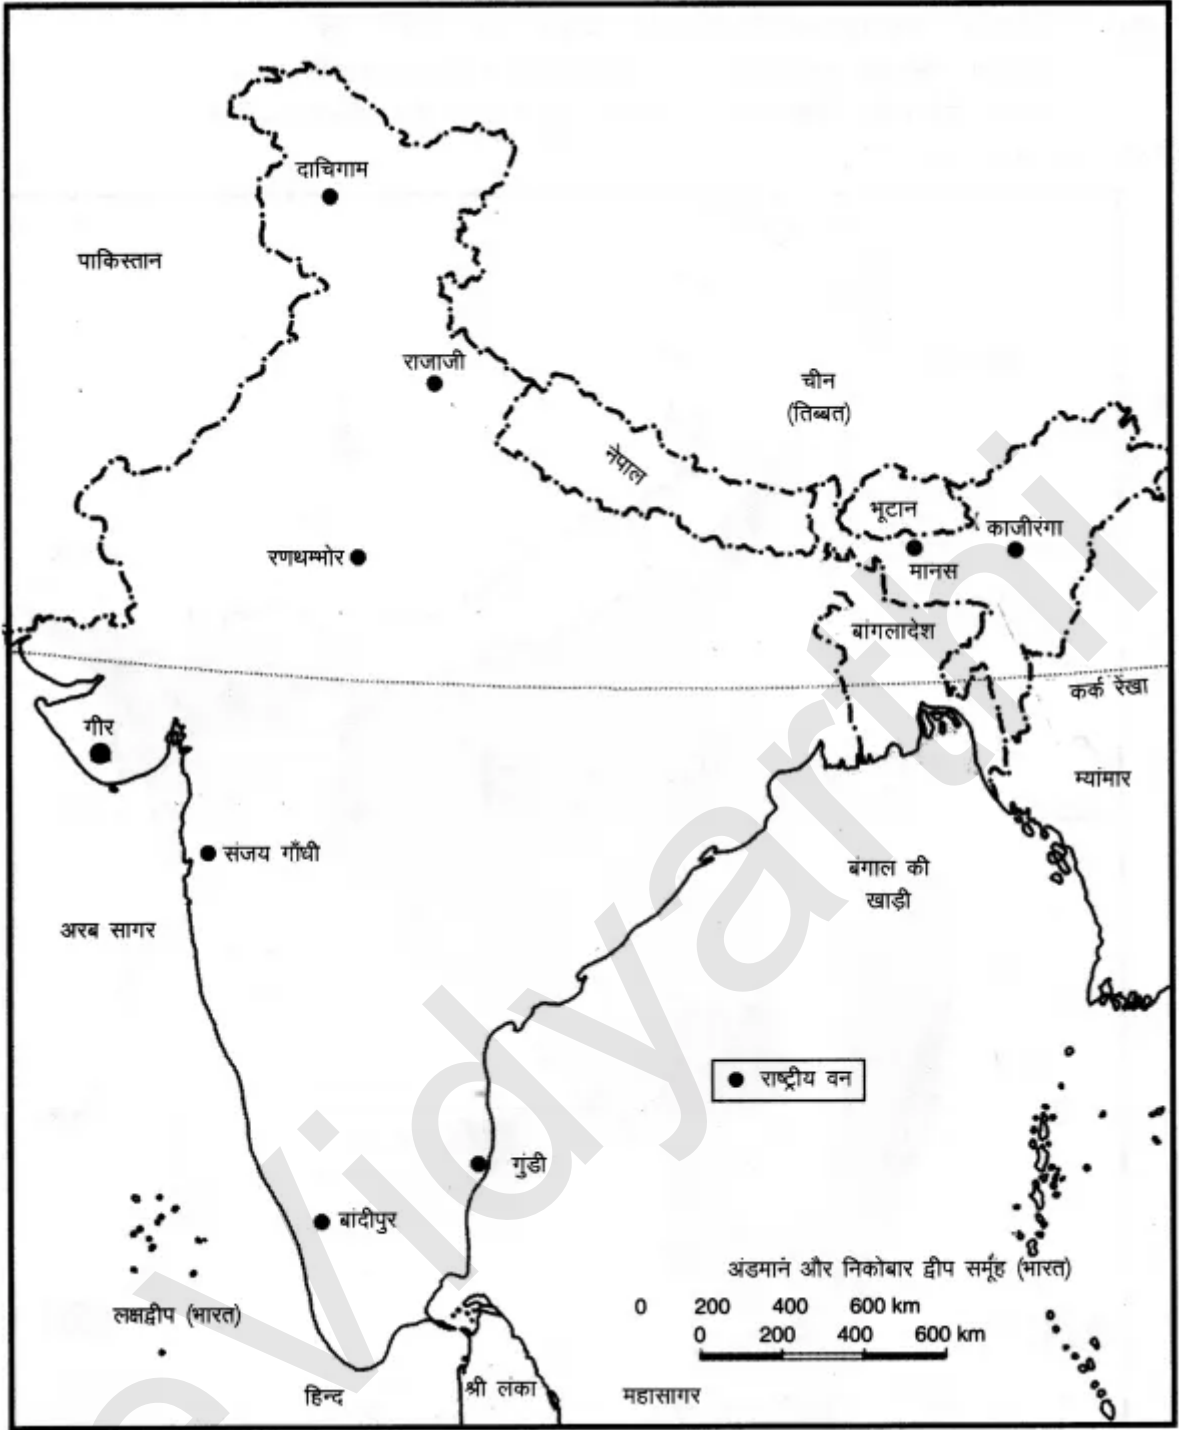 दाचिगाम
पाकिस्तान
राजाजी
चीन
(तिब्बत)
नेपाल
भूटान
काजीरंगा
रणथम्भोर
मानस
बांगलादेश
कर्क रेखा
गीर
म्यांमार
संजय गाँधी
बंगाल की
खाड़ी
अरब सागर
राष्ट्रीय वन
गुंडी
बांदीपुर
अंडमान और निकोबार द्वीप समूह (भारत)
लक्षद्वीप (भारत)
0 200 400 600 km
0 200 400 600 km
हिन्द
श्री लंका
महासागर
eVidyarthi